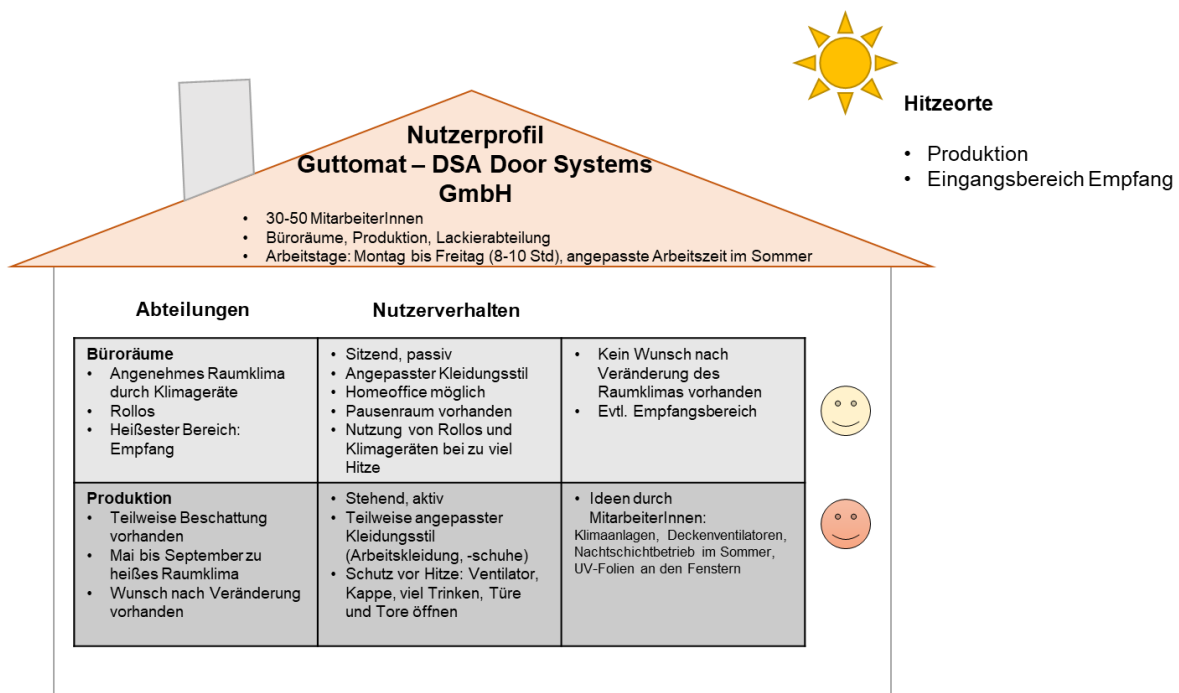 Nutzerprofil
Guttomat – DSA Door Systems
GmbH
• 30-50 MitarbeiterInnen
• Büroräume, Produktion, Lackierabteilung
• Arbeitstage: Montag bis Freitag (8-10 Std), angepasste Arbeitszeit im Sommer
Hitzeorte
• Produktion
• Eingangsbereich Empfang
Abteilungen
Nutzerverhalten
Büroräume
• Angenehmes Raumklima
durch Klimageräte
• Rollos
• Heißester Bereich:
Empfang
• Sitzend, passiv
• Angepasster Kleidungsstil
• Homeoffice möglich
• Pausenraum vorhanden
• Nutzung von Rollos und
Klimageräten bei zu viel
Hitze
• Kein Wunsch nach
Veränderung des
Raumklimas vorhanden
• Evtl. Empfangsbereich
Produktion
• Teilweise Beschattung
vorhanden
• Mai bis September zu
heißes Raumklima
• Wunsch nach Veränderung
vorhanden
• Stehend, aktiv
• Teilweise angepasster
Kleidungsstil
(Arbeitskleidung, -schuhe)
• Schutz vor Hitze: Ventilator,
Kappe, viel Trinken, Türe
und Tore öffnen
• Ideen durch
MitarbeiterInnen:
Klimaanlagen, Deckenventilatoren,
Nachtschichtbetrieb im Sommer,
UV-Folien an den Fenstern